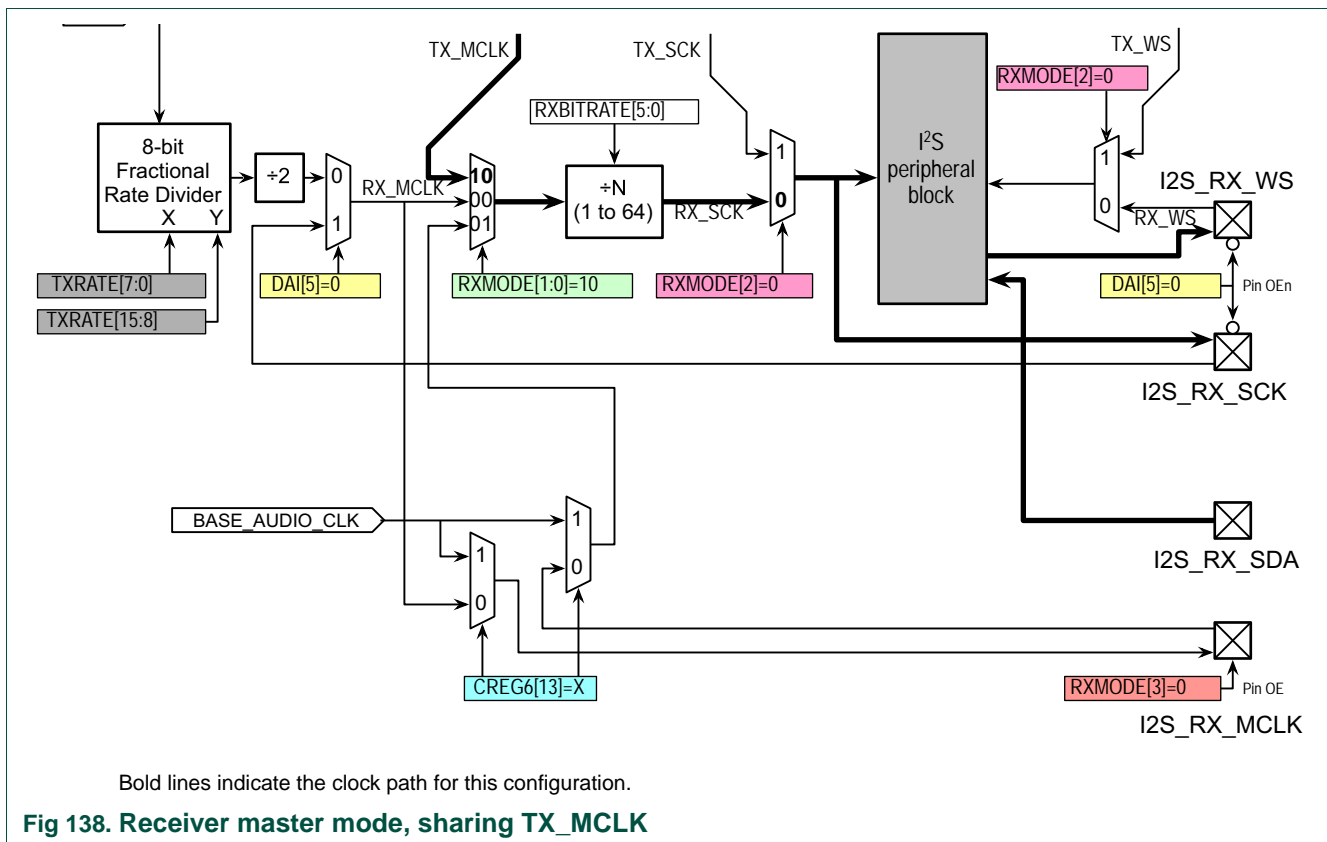 TX_MCLK
TX_SCK
TX_WS
RXMODE[2]=0
RXBITRATE[5:0]
8-bit
Fractional
Rate Divider
X Y
÷2
0
1
RX_MCLK
10
00
01
÷N
(1 to 64)
RX_SCK
1
0
I²S
peripheral
block
1
0
I2S_RX_WS
RX_WS
TXRATE[7:0]
DAI[5]=0
RXMODE[1:0]=10
RXMODE[2]=0
DAI[5]=0
Pin OEn
TXRATE[15:8]
I2S_RX_SCK
BASE_AUDIO_CLK
1
0
1
0
I2S_RX_SDA
CREG6[13]=X
RXMODE[3]=0
Pin OE
I2S_RX_MCLK
Bold lines indicate the clock path for this configuration.
Fig 138. Receiver master mode, sharing TX_MCLK